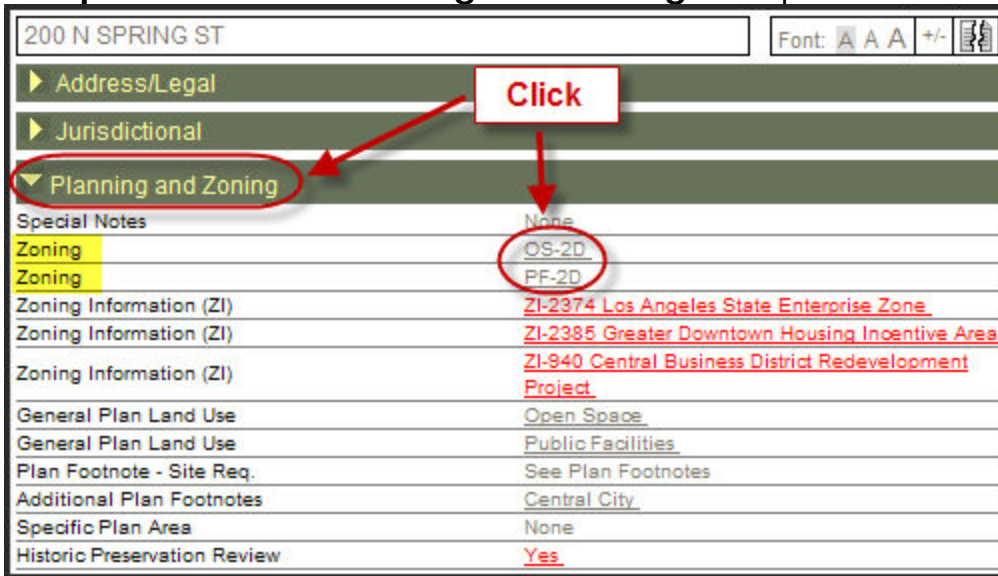 200 N SPRING ST Font: A A A +/-
Address/Legal
Click
Jurisdictional
Planning and Zoning
Special Notes None
Zoning OS-2D
Zoning PF-2D
Zoning Information (ZI) ZI-2374 Los Angeles State Enterprise Zone
Zoning Information (ZI) ZI-2385 Greater Downtown Housing Incentive Area
Zoning Information (ZI) ZI-940 Central Business District Redevelopment
Project
General Plan Land Use Open Space
General Plan Land Use Public Facilities
Plan Footnote - Site Req. See Plan Footnotes
Additional Plan Footnotes Central City
Specific Plan Area None
Historic Preservation Review Yes